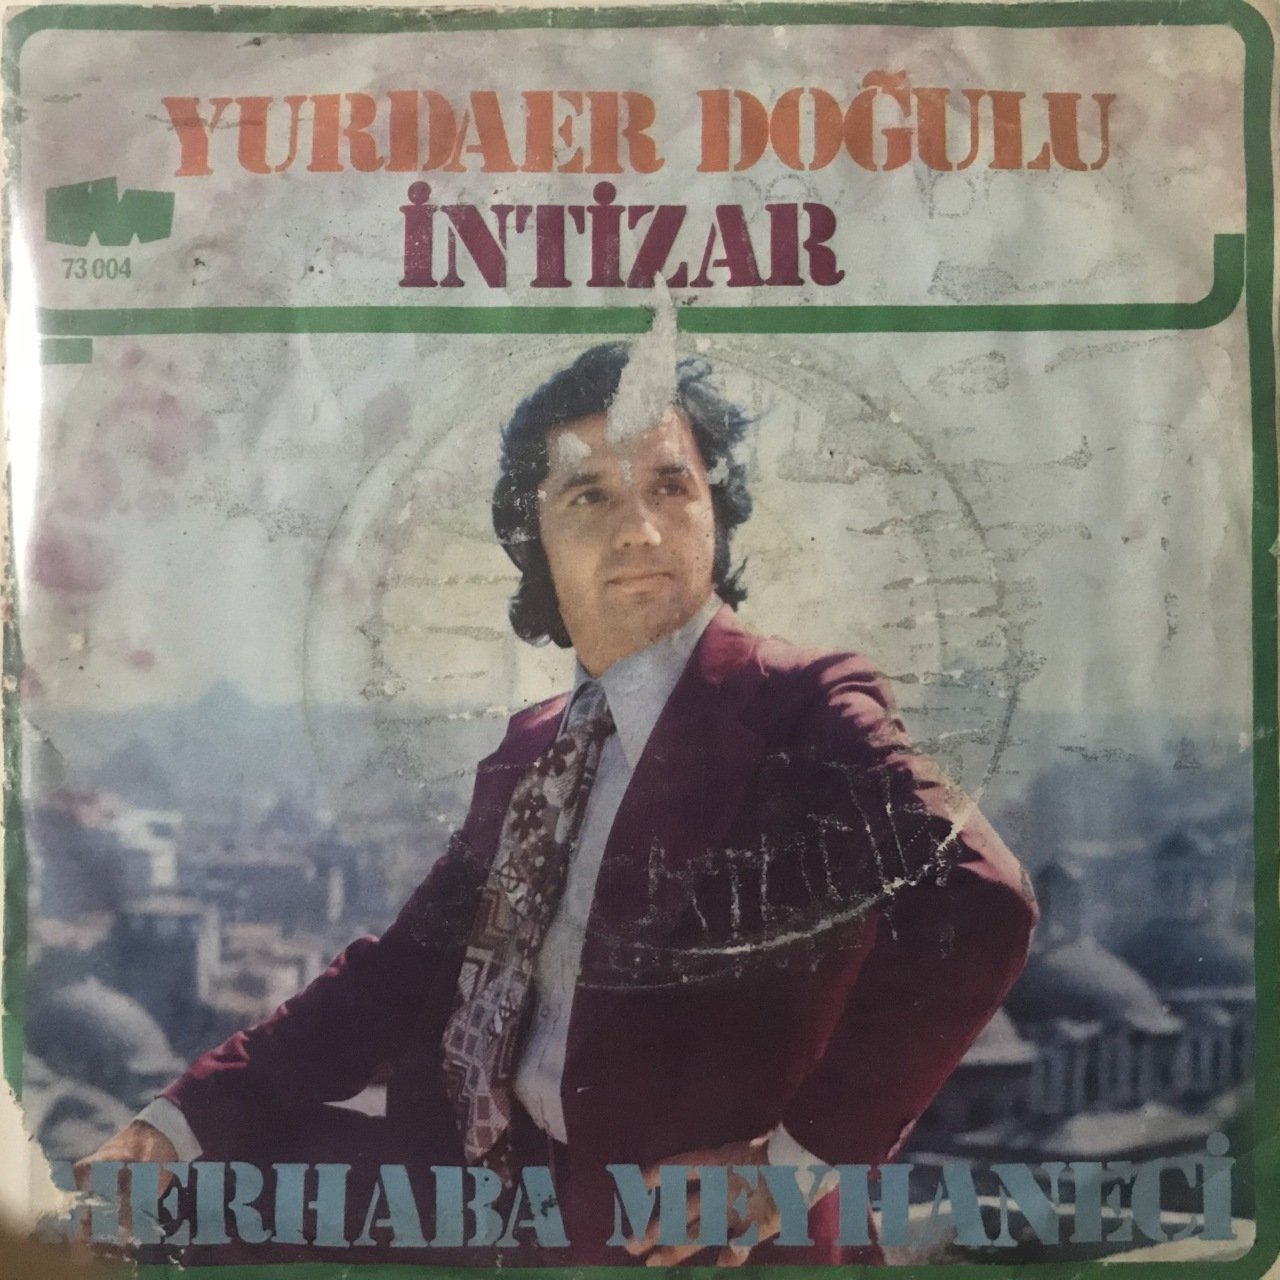 YURDAER DOĞULU
İNTİZAR
73 004
MERHABA MEYHANECİ